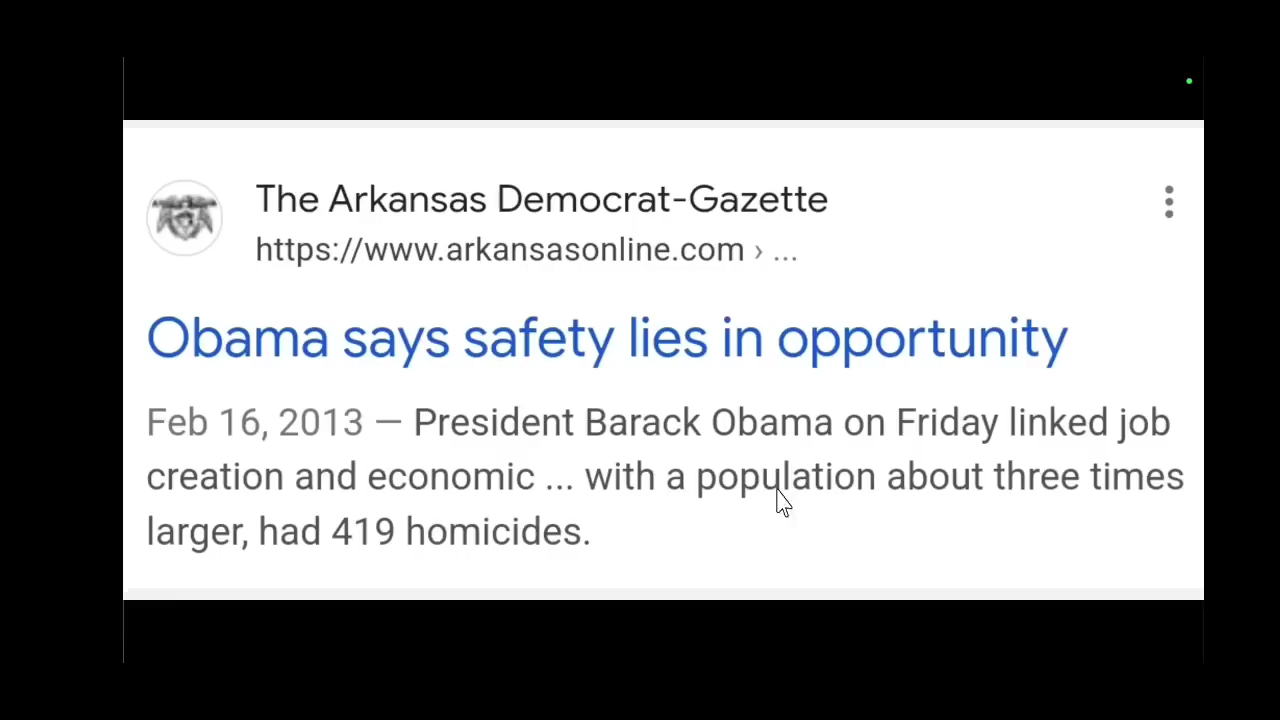 The Arkansas Democrat-Gazette
https://www.arkansasonline.com › ...
Obama says safety lies in opportunity
Feb 16, 2013 — President Barack Obama on Friday linked job
creation and economic ... with a population about three times
larger, had 419 homicides.